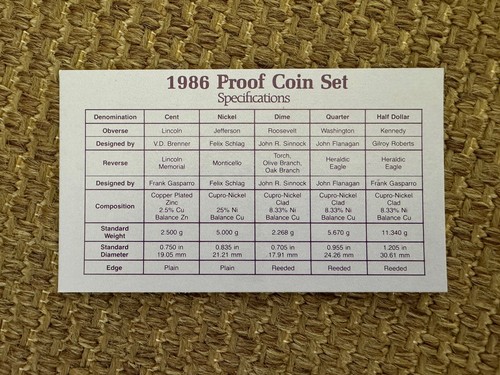 1986 Proof Coin Set
Specifications
Denomination Cent Nickel Dime Quarter Half Dollar
Obverse Lincoln Jefferson Roosevelt Washington Kennedy
Designed by V.D. Brenner Felix Schlag John R. Sinnock John Flanagan Gilroy Roberts
Reverse Lincoln Memorial Monticello Torch, Olive Branch, Oak Branch Heraldic Eagle Heraldic Eagle
Designed by Frank Gasparro Felix Schlag John R. Sinnock John Flanagan Frank Gasparro
Composition Copper Plated Zinc 2.5% Cu Balance Zn Cupro-Nickel 25% Ni Balance Cu Cupro-Nickel Clad 8.33% Ni Balance Cu Cupro-Nickel Clad 8.33% Ni Balance Cu Cupro-Nickel Clad 8.33% Ni Balance Cu
Standard Weight 2.500 g 5.000 g 2.268 g 5.670 g 11.340 g
Standard Diameter 0.750 in 19.05 mm 0.835 in 21.21 mm 0.705 in 17.91 mm 0.955 in 24.26 mm 1.205 in 30.61 mm
Edge Plain Plain Reeded Reeded Reeded